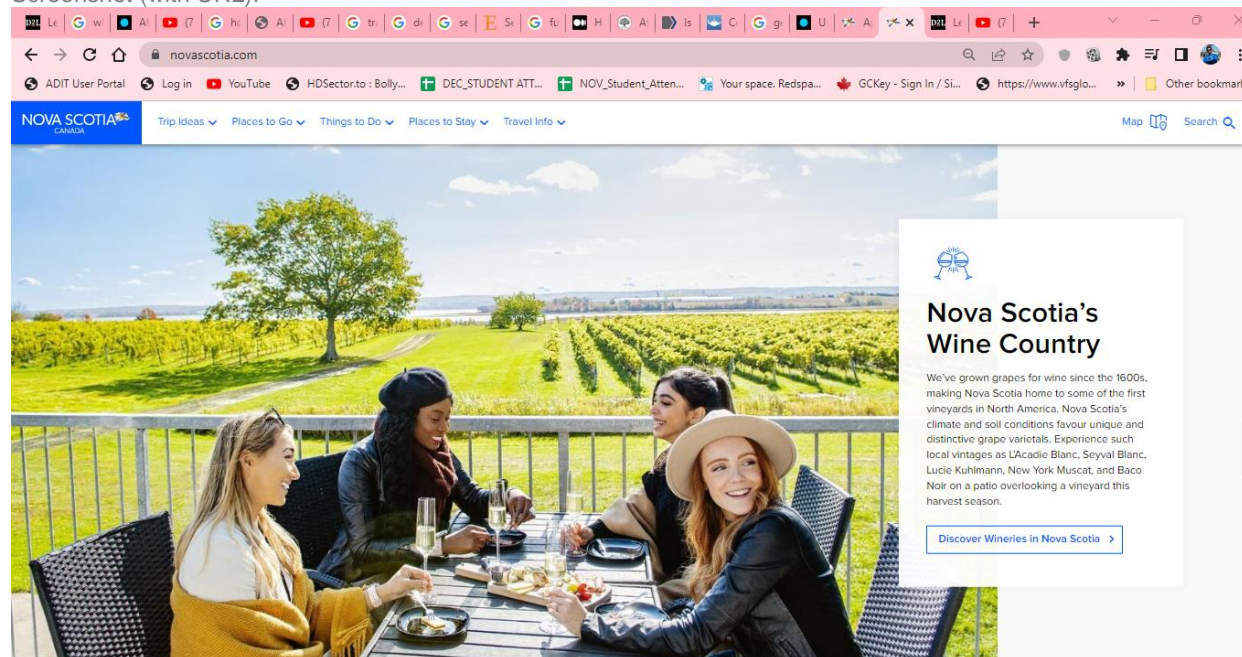 Screenshot (with URL):
novascotia.com
ADIT User Portal Log in YouTube HDSector.to : Bolly... DEC_STUDENT ATT... NOV_Student_Atten... Your space. Redspa... GCKey - Sign In / Si... https://www.vfsglo... » Other bookmark
NOVA SCOTIA
CANADA
Trip Ideas Places to Go Things to Do Places to Stay Travel Info Map Search
Nova Scotia's
Wine Country
We've grown grapes for wine since the 1600s,
making Nova Scotia home to some of the first
vineyards in North America. Nova Scotia's
climate and soil conditions favour unique and
distinctive grape varietals. Experience such
local vintages as L'Acadie Blanc, Seyval Blanc,
Lucie Kuhlmann, New York Muscat, and Baco
Noir on a patio overlooking a vineyard this
harvest season.
Discover Wineries in Nova Scotia >